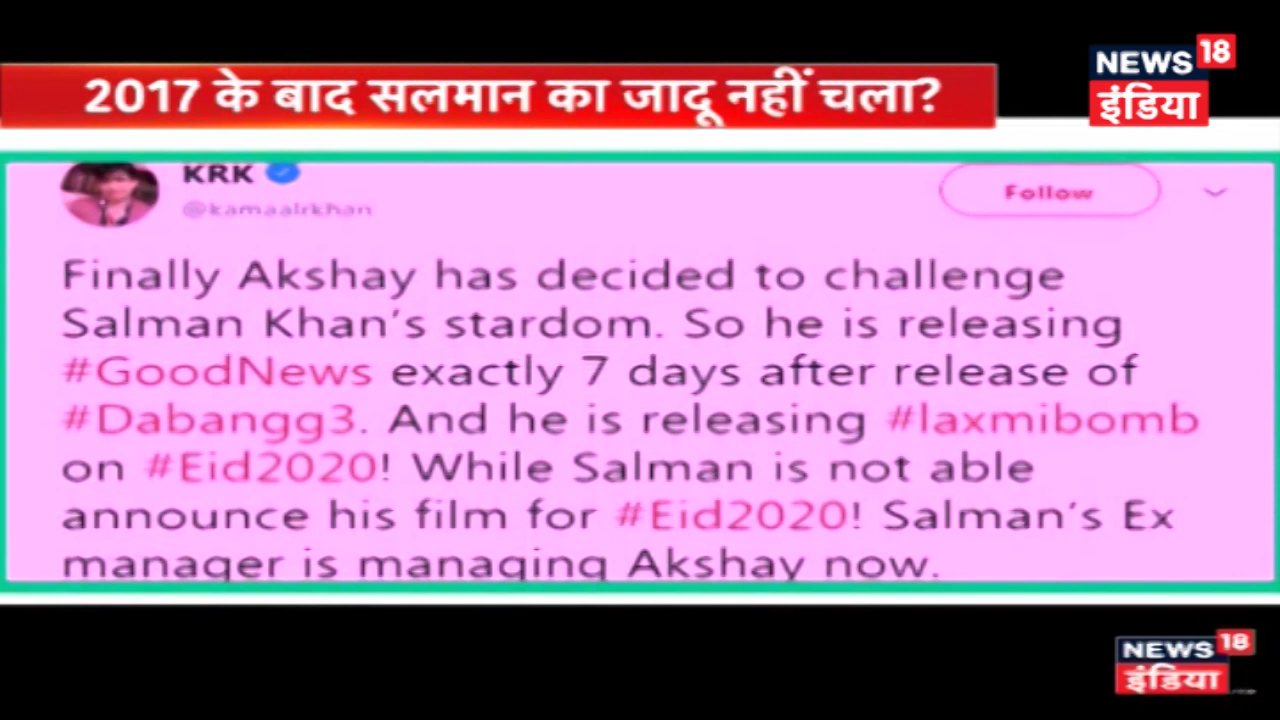 2017 के बाद सलमान का जादू नहीं चला?
NEWS 18
इंडिया
KRK
@kamaalrkhan
Follow
Finally Akshay has decided to challenge
Salman Khan's stardom. So he is releasing
#GoodNews exactly 7 days after release of
#Dabangg3. And he is releasing #laxmibomb
on #Eid2020! While Salman is not able
announce his film for #Eid2020! Salman's Ex
manager is managing Akshay now.
NEWS 18
इंडिया